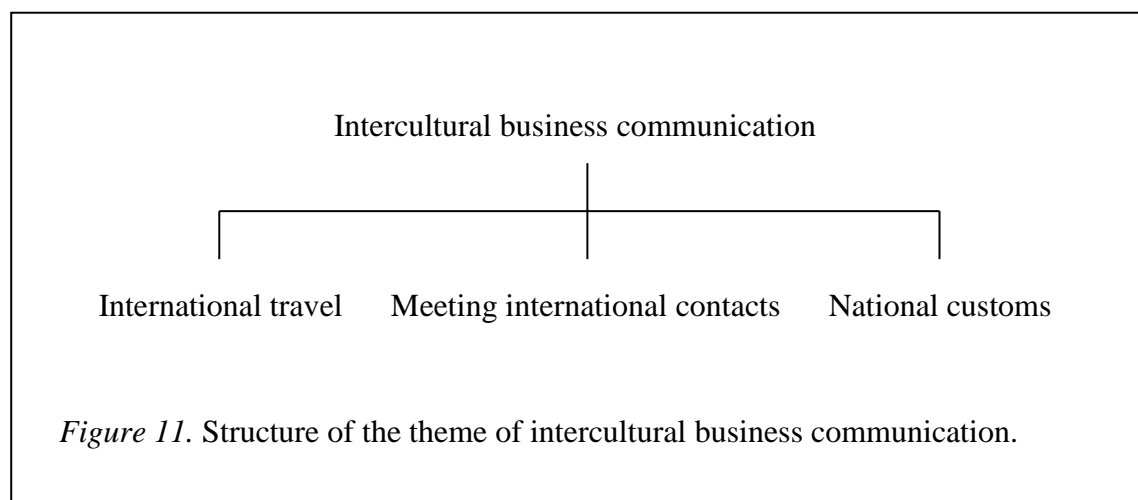 Intercultural business communication
International travel Meeting international contacts National customs
Figure 11. Structure of the theme of intercultural business communication.